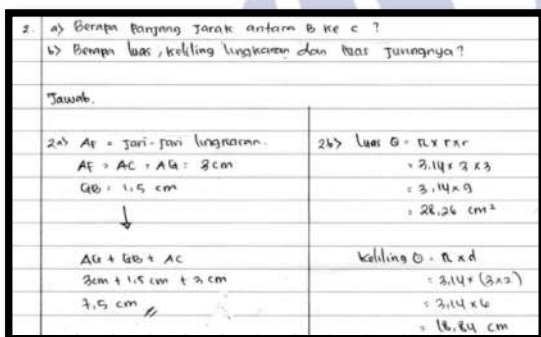 2. a) Berapa Panjang Jarak antara B ke C ?
b) Berapa luas, keliling lingkaran dan luas Juringnya?
Jawab.
2a) AF = Jari-jari lingkaran.
AF = AC = AG = 3 cm
GB = 1,5 cm
↓
AG + GB + AC
3cm + 1,5 cm + 3 cm
7,5 cm //
2b) luas O = π x r x r
= 3.14 x 3 x 3
= 3.14 x 9
= 28,26 cm²
keliling O = π x d
= 3,14 x (3x2)
= 3,14 x 6
= 18,84 cm